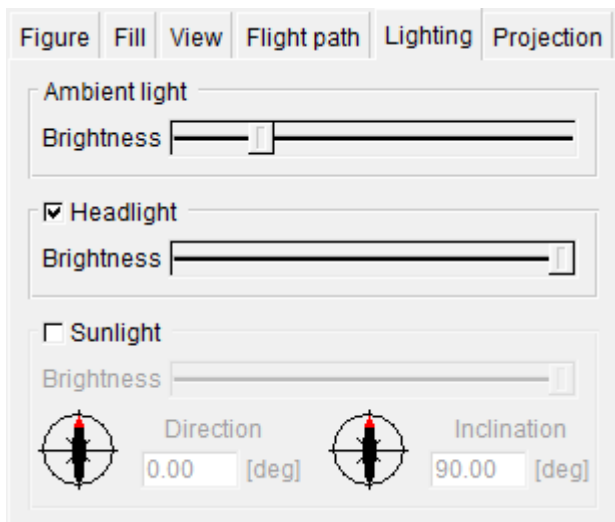 Figure Fill View Flight path Lighting Projection
Ambient light
Brightness
Headlight
Brightness
Sunlight
Brightness
Direction Inclination
0.00 [deg] 90.00 [deg]